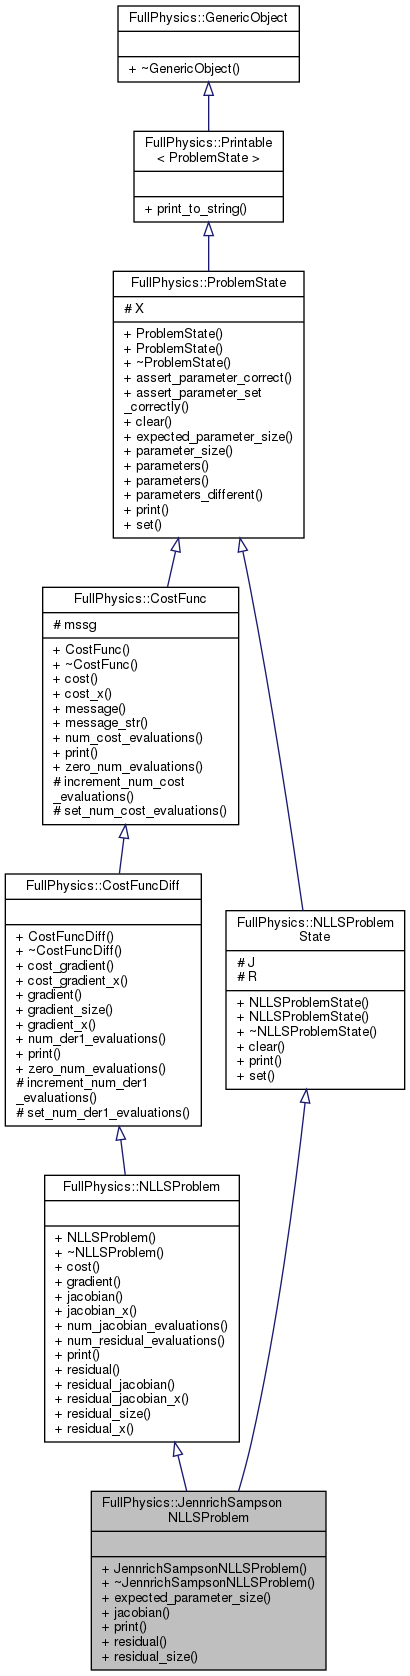 FullPhysics::GenericObject
+ ~GenericObject()
FullPhysics::Printable
< ProblemState >
+ print_to_string()
FullPhysics::ProblemState
# X
+ ProblemState()
+ ProblemState()
+ ~ProblemState()
+ assert_parameter_correct()
+ assert_parameter_set
_correctly()
+ clear()
+ expected_parameter_size()
+ parameter_size()
+ parameters()
+ parameters()
+ parameters_different()
+ print()
+ set()
FullPhysics::CostFunc
# mssg
+ CostFunc()
+ ~CostFunc()
+ cost()
+ cost_x()
+ message()
+ message_str()
+ num_cost_evaluations()
+ print()
+ zero_num_evaluations()
# increment_num_cost
_evaluations()
# set_num_cost_evaluations()
FullPhysics::CostFuncDiff
+ CostFuncDiff()
+ ~CostFuncDiff()
+ cost_gradient()
+ cost_gradient_x()
+ gradient()
+ gradient_size()
+ gradient_x()
+ num_der1_evaluations()
+ print()
+ zero_num_evaluations()
# increment_num_der1
_evaluations()
# set_num_der1_evaluations()
FullPhysics::NLLSProblem
State
# J
# R
+ NLLSProblemState()
+ NLLSProblemState()
+ ~NLLSProblemState()
+ clear()
+ print()
+ set()
FullPhysics::NLLSProblem
+ NLLSProblem()
+ ~NLLSProblem()
+ cost()
+ gradient()
+ jacobian()
+ jacobian_x()
+ num_jacobian_evaluations()
+ num_residual_evaluations()
+ print()
+ residual()
+ residual_jacobian()
+ residual_jacobian_x()
+ residual_size()
+ residual_x()
FullPhysics::JennrichSampson
NLLSProblem
+ JennrichSampsonNLLSProblem()
+ ~JennrichSampsonNLLSProblem()
+ expected_parameter_size()
+ jacobian()
+ print()
+ residual()
+ residual_size()